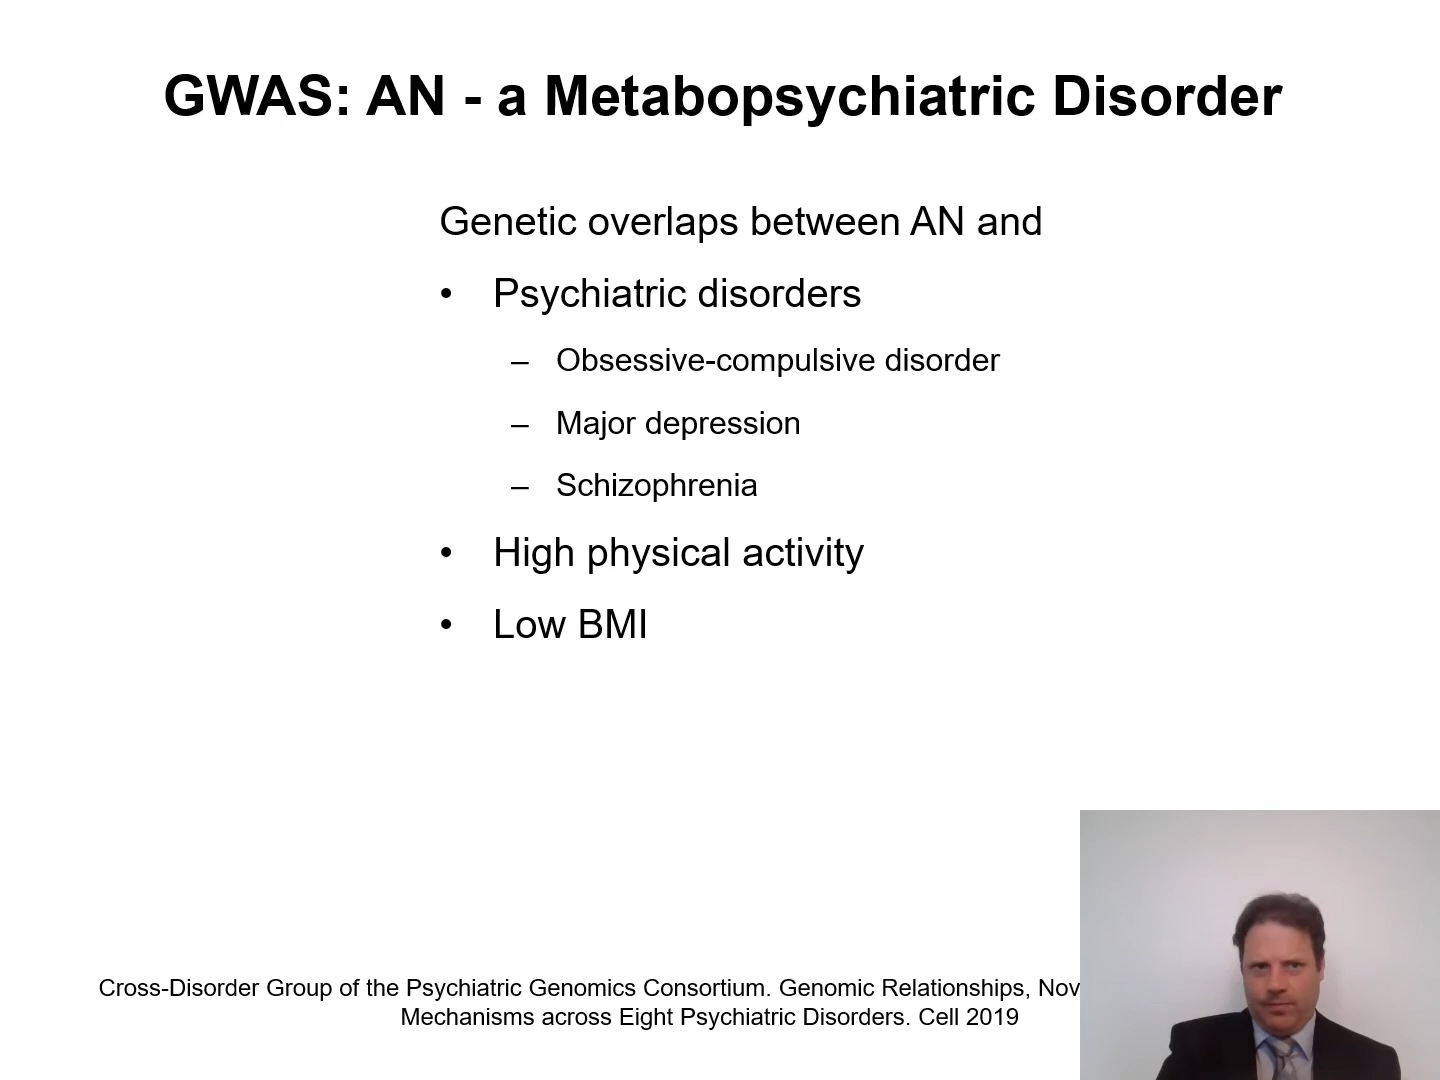 GWAS: AN - a Metabopsychiatric Disorder
Genetic overlaps between AN and
• Psychiatric disorders
– Obsessive-compulsive disorder
– Major depression
– Schizophrenia
• High physical activity
• Low BMI
Cross-Disorder Group of the Psychiatric Genomics Consortium. Genomic Relationships, Nov
Mechanisms across Eight Psychiatric Disorders. Cell 2019